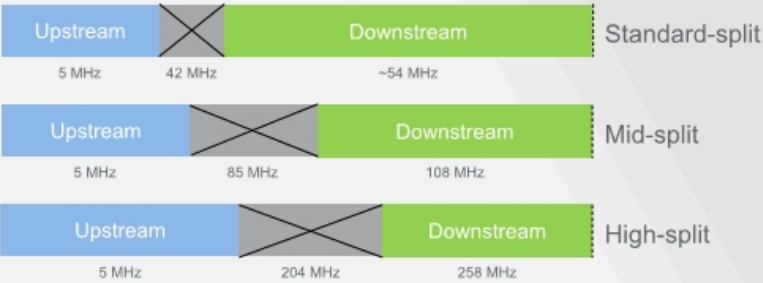 Upstream Downstream Standard-split
5 MHz 42 MHz ~54 MHz
Upstream Downstream Mid-split
5 MHz 85 MHz 108 MHz
Upstream Downstream High-split
5 MHz 204 MHz 258 MHz